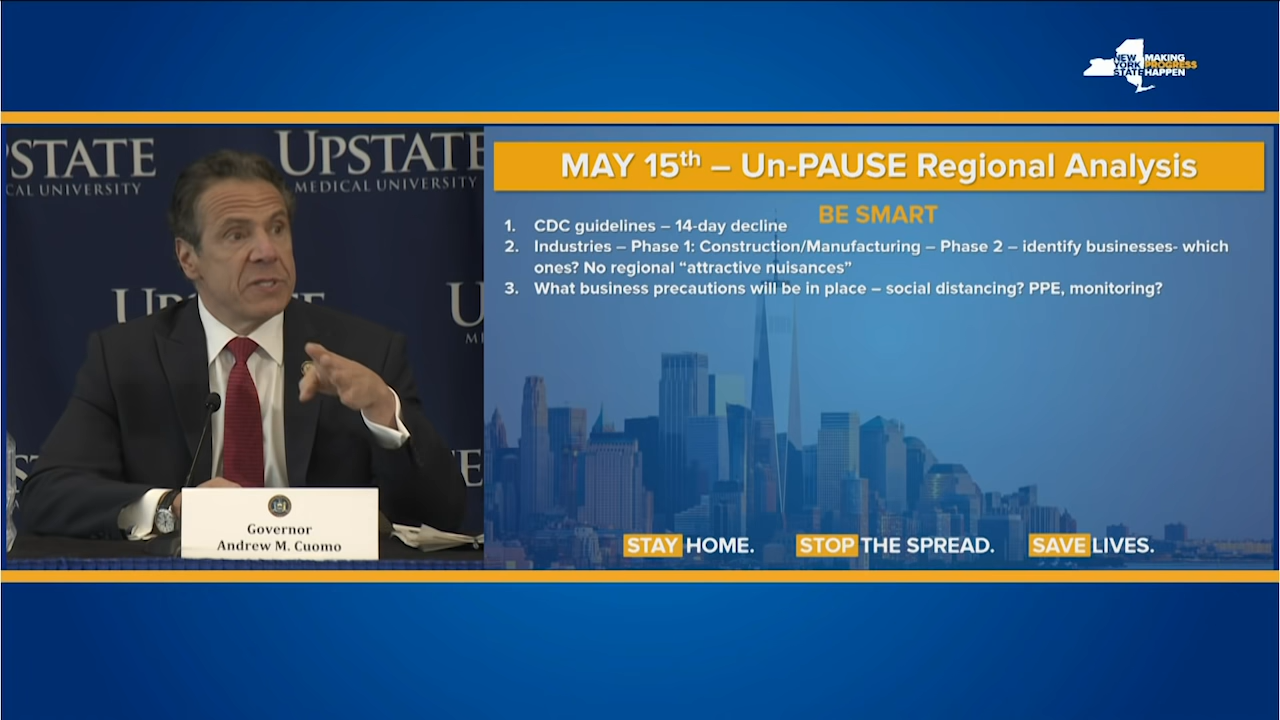 NEW
YORK
STATE
MAKING
PROGRESS
HAPPEN
STATE
CAL UNIVERSITY
UPSTATE
MEDICAL UNIVERSITY
UPSTATE
U
M
ST
E
Governor
Andrew M. Cuomo
MAY 15th – Un-PAUSE Regional Analysis
BE SMART
1. CDC guidelines – 14-day decline
2. Industries – Phase 1: Construction/Manufacturing – Phase 2 – identify businesses- which
ones? No regional “attractive nuisances”
3. What business precautions will be in place – social distancing? PPE, monitoring?
STAY HOME. STOP THE SPREAD. SAVE LIVES.